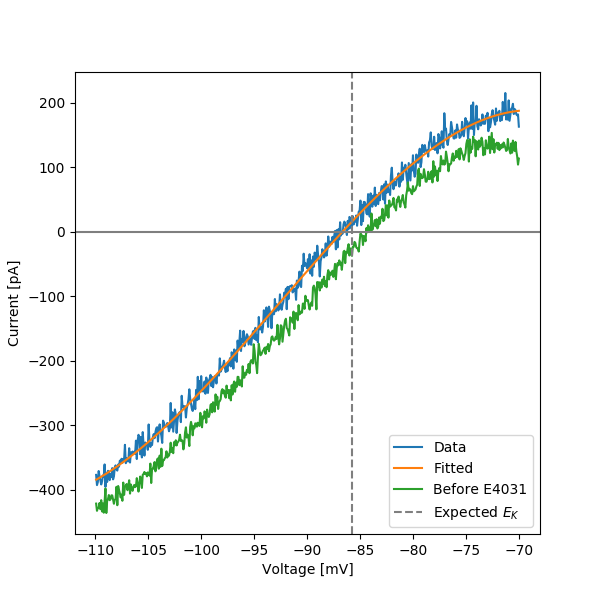 200
100
0
−100
−200
−300
−400
Current [pA]
−110 −105 −100 −95 −90 −85 −80 −75 −70
Voltage [mV]
Data
Fitted
Before E4031
Expected E_K